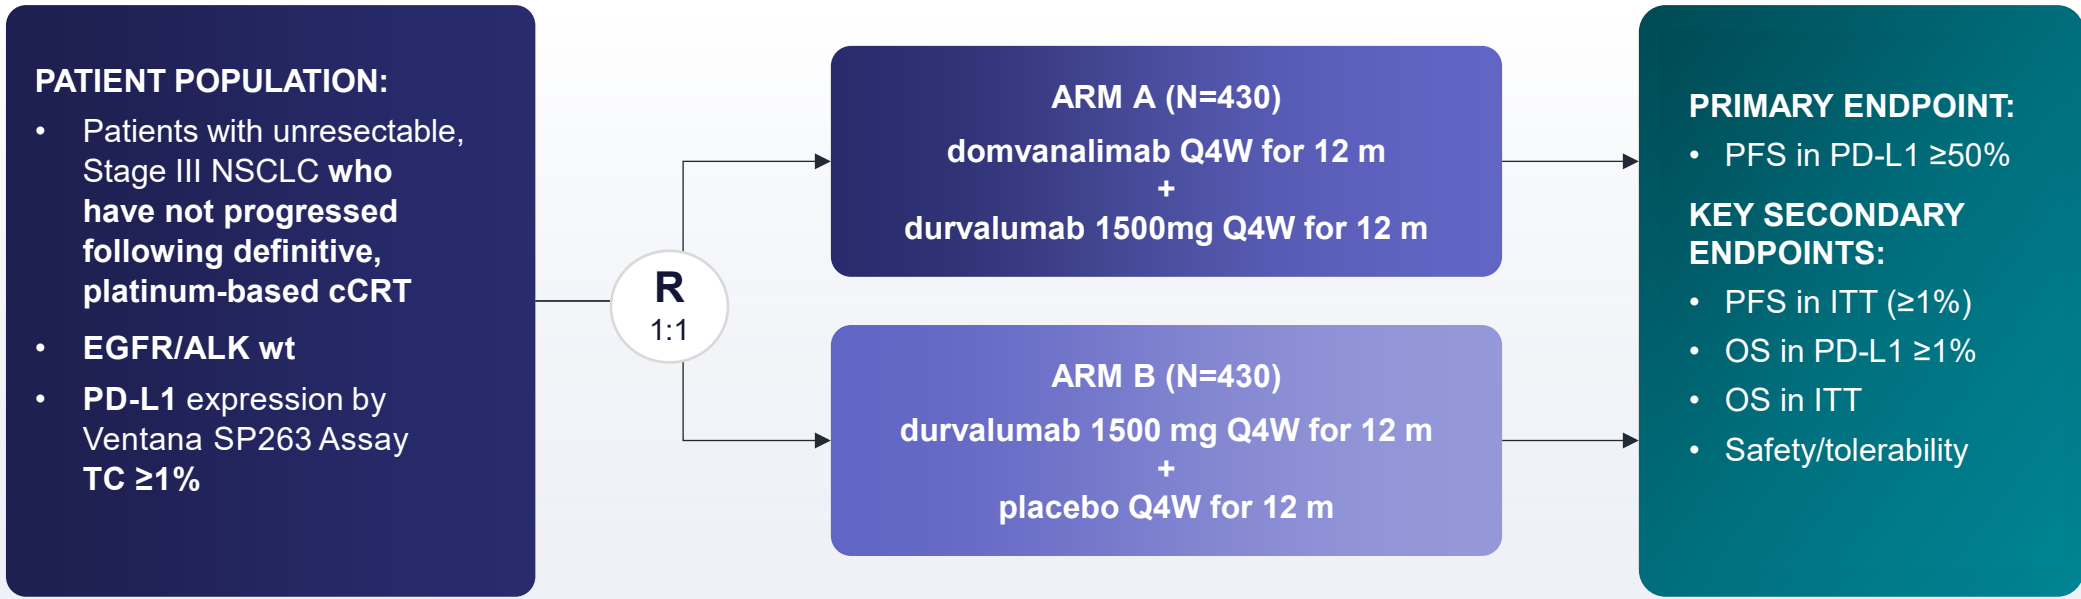 PATIENT POPULATION:
• Patients with unresectable,
Stage III NSCLC who
have not progressed
following definitive,
platinum-based cCRT
• EGFR/ALK wt
• PD-L1 expression by
Ventana SP263 Assay
TC ≥1%
R
1:1
ARM A (N=430)
domvanalimab Q4W for 12 m
+
durvalumab 1500mg Q4W for 12 m
ARM B (N=430)
durvalumab 1500 mg Q4W for 12 m
+
placebo Q4W for 12 m
PRIMARY ENDPOINT:
• PFS in PD-L1 ≥50%
KEY SECONDARY
ENDPOINTS:
• PFS in ITT (≥1%)
• OS in PD-L1 ≥1%
• OS in ITT
• Safety/tolerability